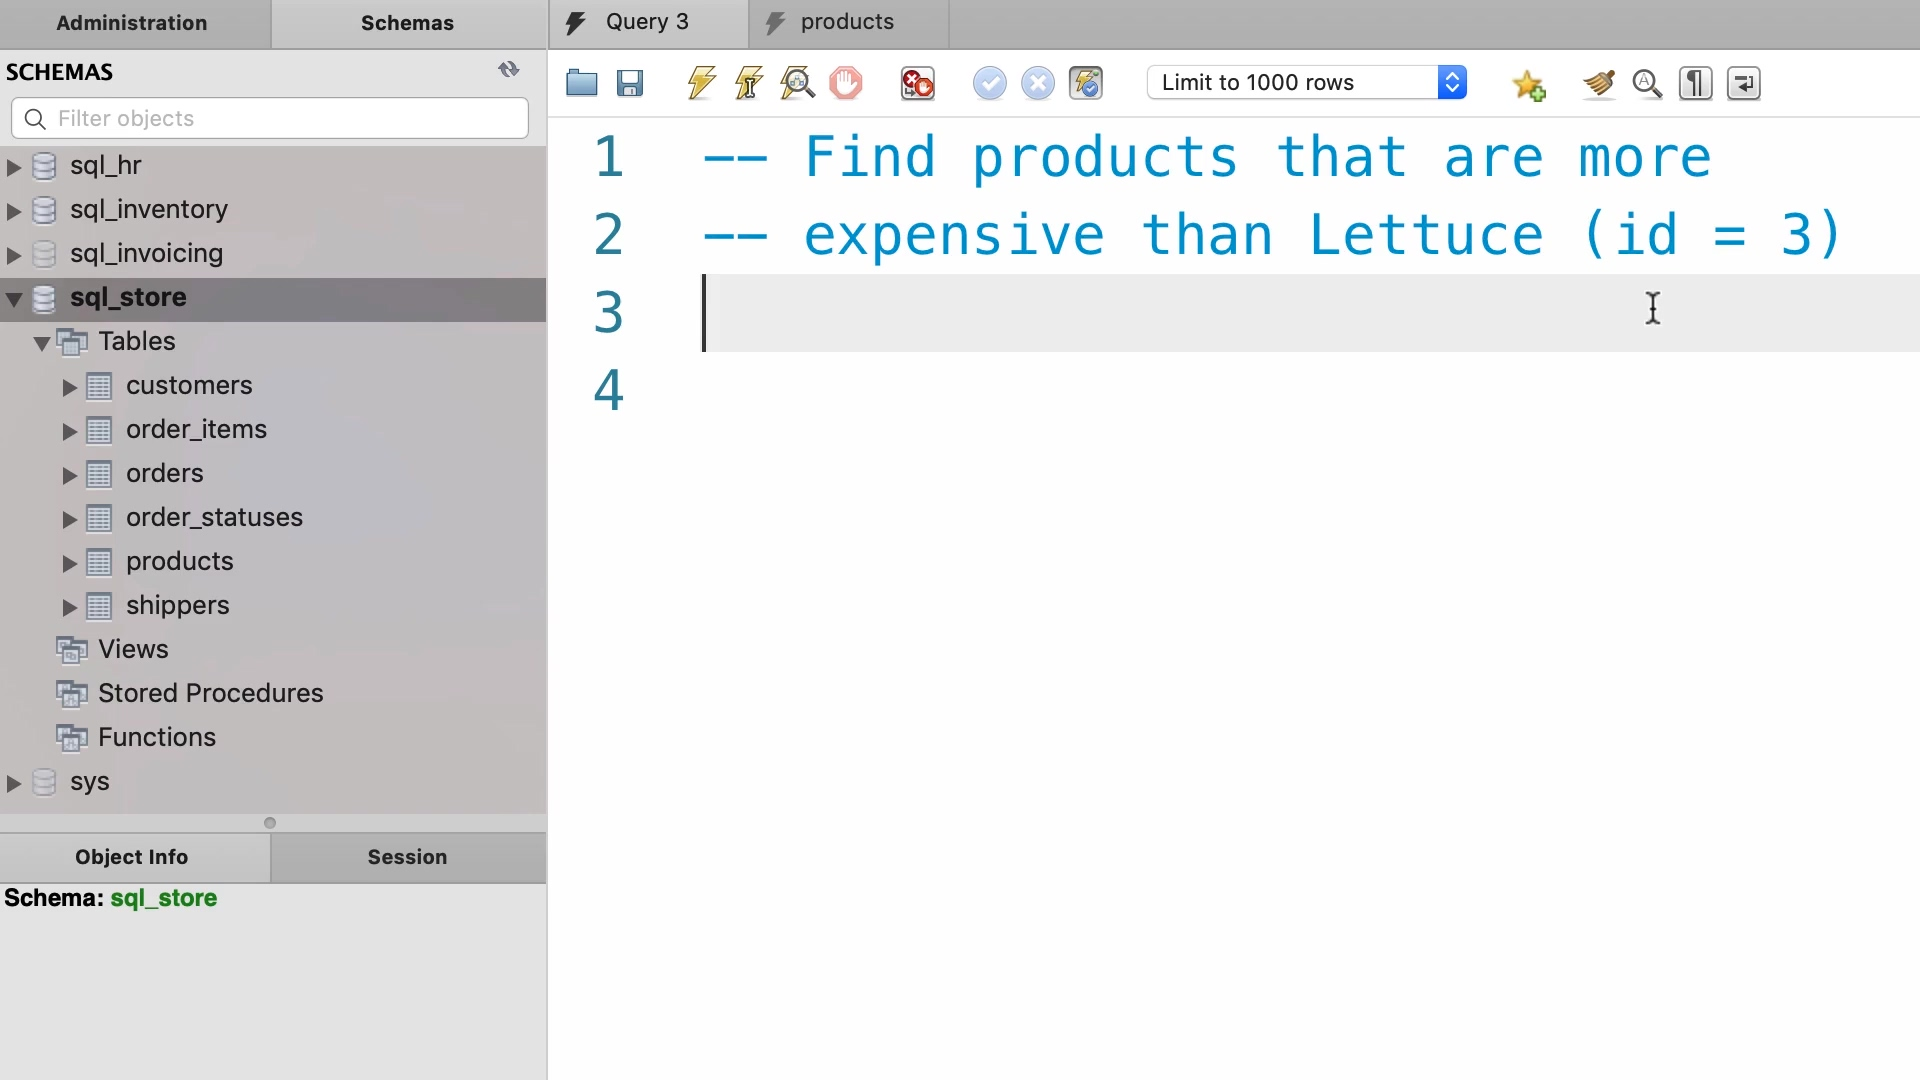 Administration
Schemas
Query 3
products
SCHEMAS
Filter objects
Limit to 1000 rows
sql_hr
sql_inventory
sql_invoicing
sql_store
Tables
customers
order_items
orders
order_statuses
products
shippers
Views
Stored Procedures
Functions
sys
Object Info
Session
Schema: sql_store
1 -- Find products that are more
2 -- expensive than Lettuce (id = 3)
3
4